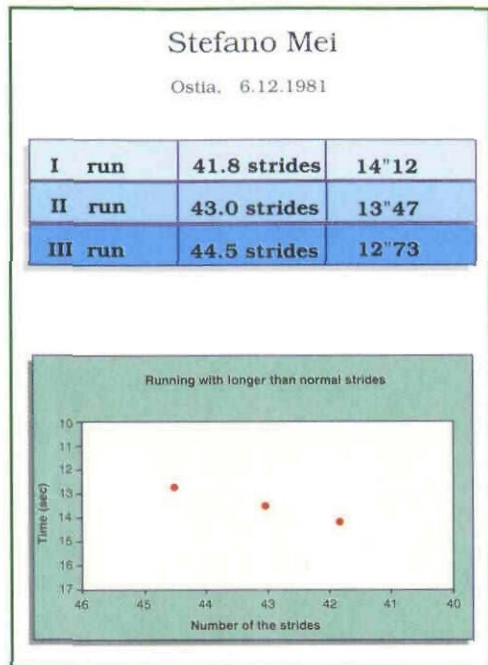 Stefano Mei
Ostia, 6.12.1981
I run 41.8 strides 14"12
II run 43.0 strides 13"47
III run 44.5 strides 12"73
Running with longer than normal strides
10
11
12
13
14
15
16
17
Time (sec)
46 45 44 43 42 41 40
Number of the strides